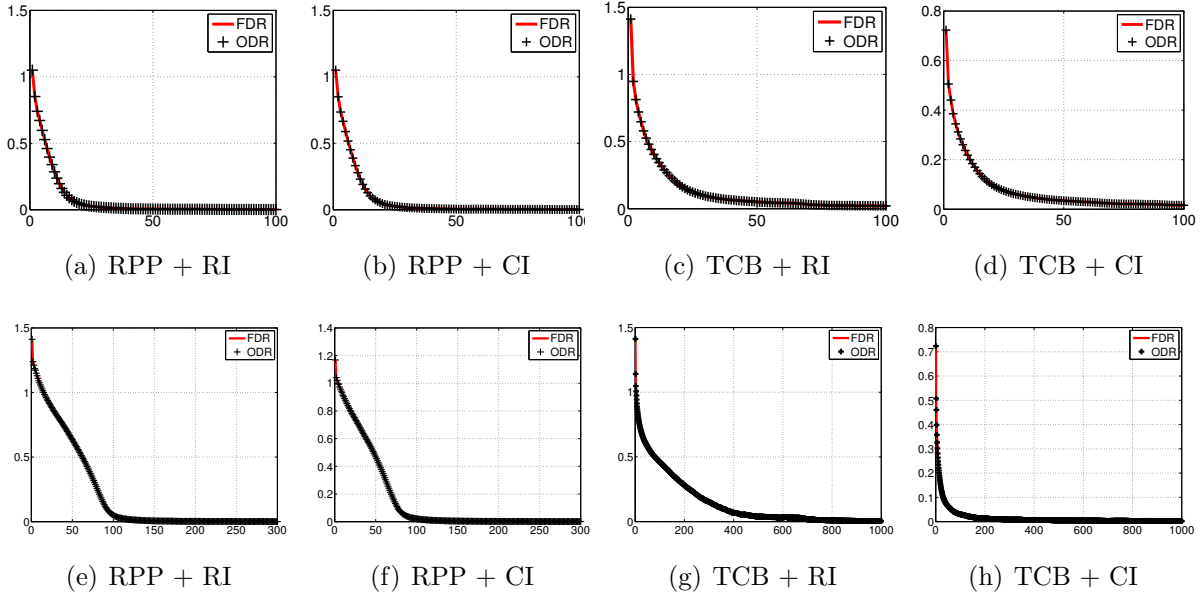 1.5
1
0.5
0
0 50 100
FDR
ODR
(a) RPP + RI
1.5
1
0.5
0
0 50 100
FDR
ODR
(b) RPP + CI
1.5
1
0.5
0
0 50 100
FDR
ODR
(c) TCB + RI
0.8
0.6
0.4
0.2
0
0 50 100
FDR
ODR
(d) TCB + CI
1.5
1
0.5
0
0 50 100 150 200 250 300
FDR
ODR
(e) RPP + RI
1.4
1.2
1
0.8
0.6
0.4
0.2
0
0 50 100 150 200 250 300
FDR
ODR
(f) RPP + CI
1.5
1
0.5
0
0 200 400 600 800 1000
FDR
ODR
(g) TCB + RI
0.8
0.7
0.6
0.5
0.4
0.3
0.2
0.1
0
0 200 400 600 800 1000
FDR
ODR
(h) TCB + CI